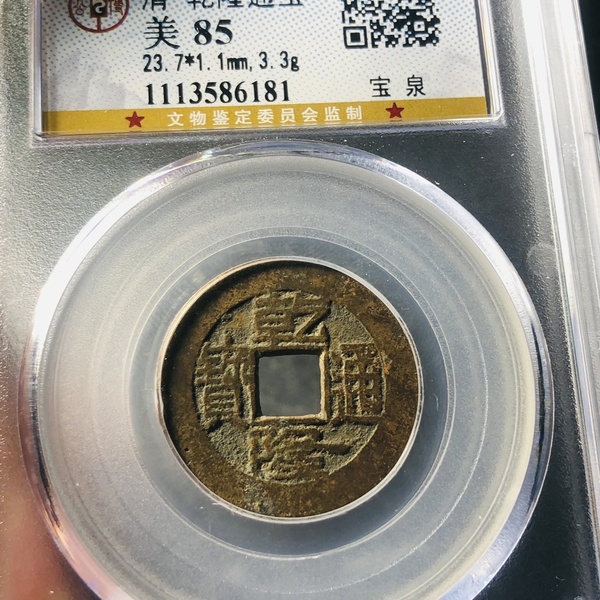 清 乾隆通宝
美 85
23.7*1.1mm,3.3g
1113586181
宝泉
★ 文物鉴定委员会监制 ★
乾隆通寶